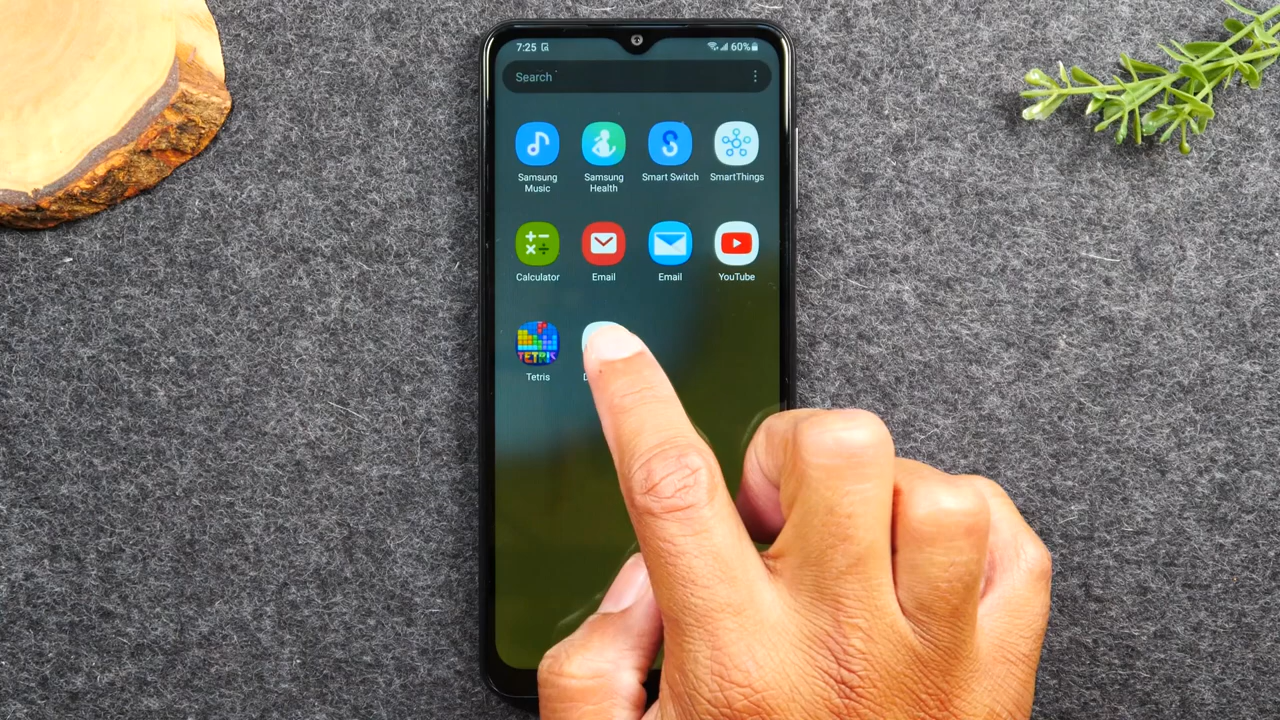 7:25
60%
Search
Samsung Music
Samsung Health
Smart Switch
SmartThings
Calculator
Email
Email
YouTube
TETRIS
Tetris